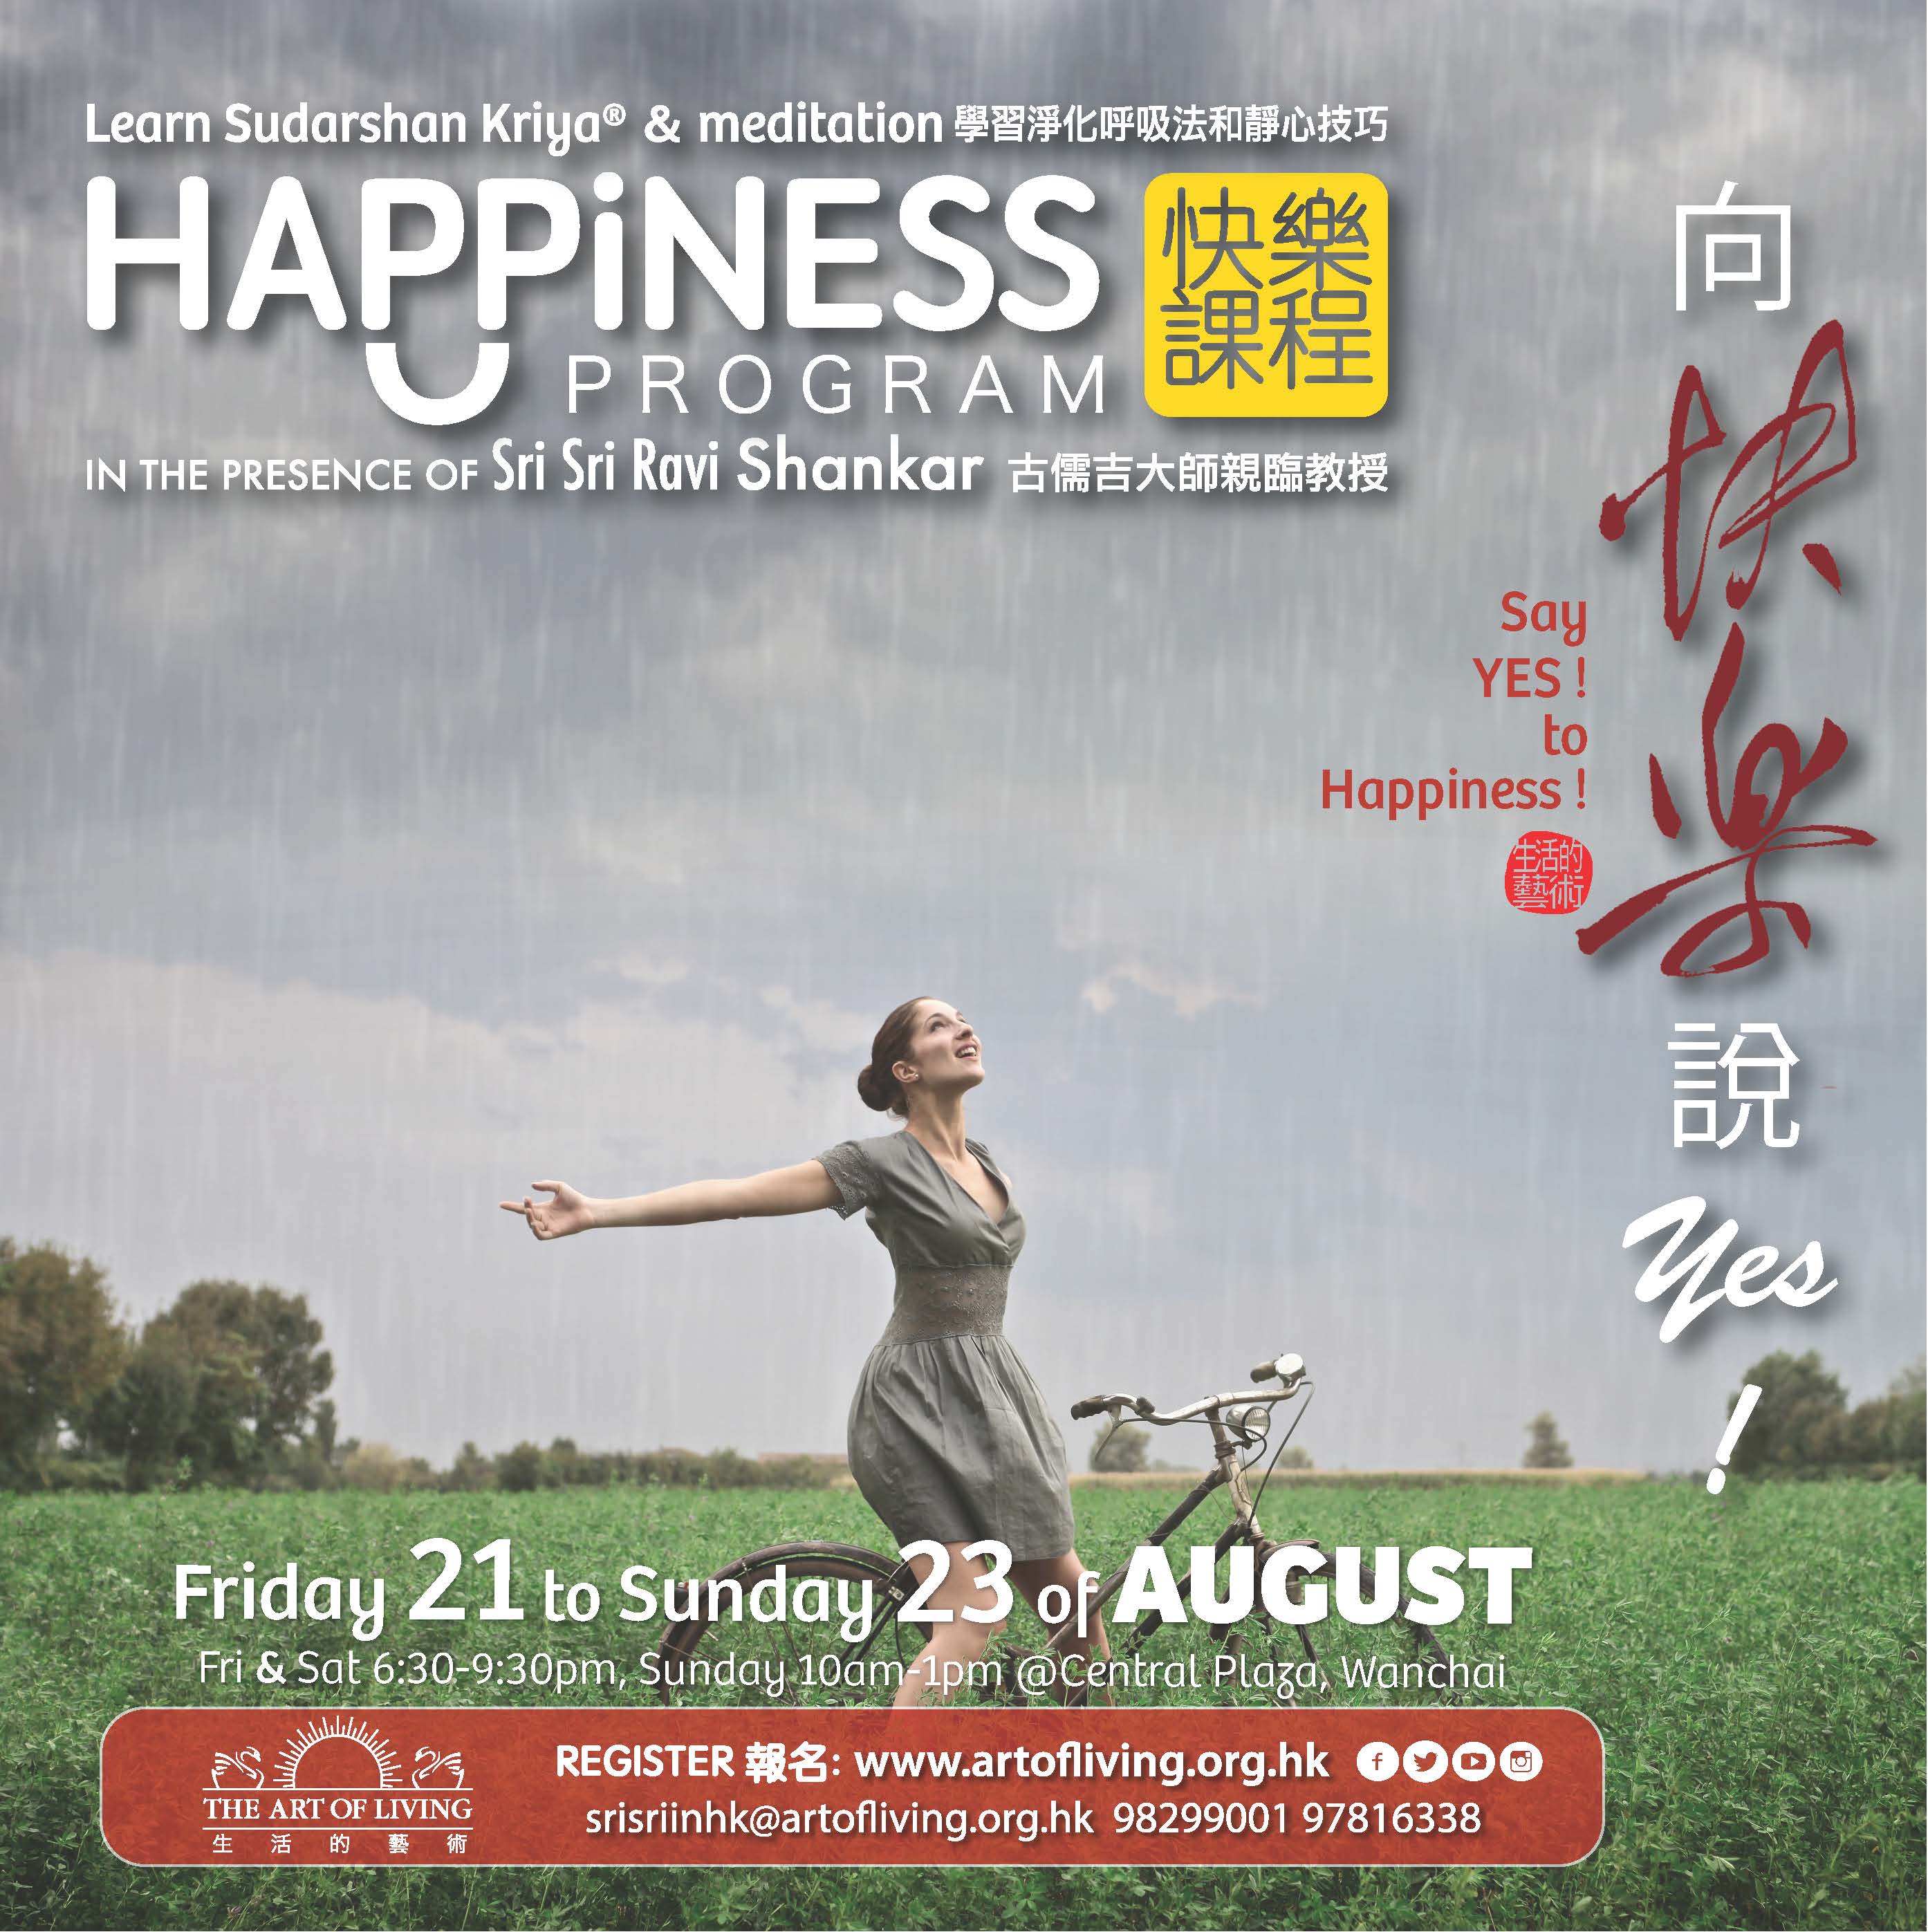 Learn Sudarshan Kriya® & meditation 學習淨化呼吸法和靜心技巧
HAPPiNESS
PROGRAM
快樂
課程
IN THE PRESENCE OF Sri Sri Ravi Shankar 古儒吉大師親臨教授
向
快
樂
說
Yes
!
Say
YES !
to
Happiness !
生活的
藝術
Friday 21 to Sunday 23 of AUGUST
Fri & Sat 6:30-9:30pm, Sunday 10am-1pm @Central Plaza, Wanchai
THE ART OF LIVING
生活的藝術
REGISTER 報名: www.artofliving.org.hk
srisriinhk@artofliving.org.hk 98299001 97816338